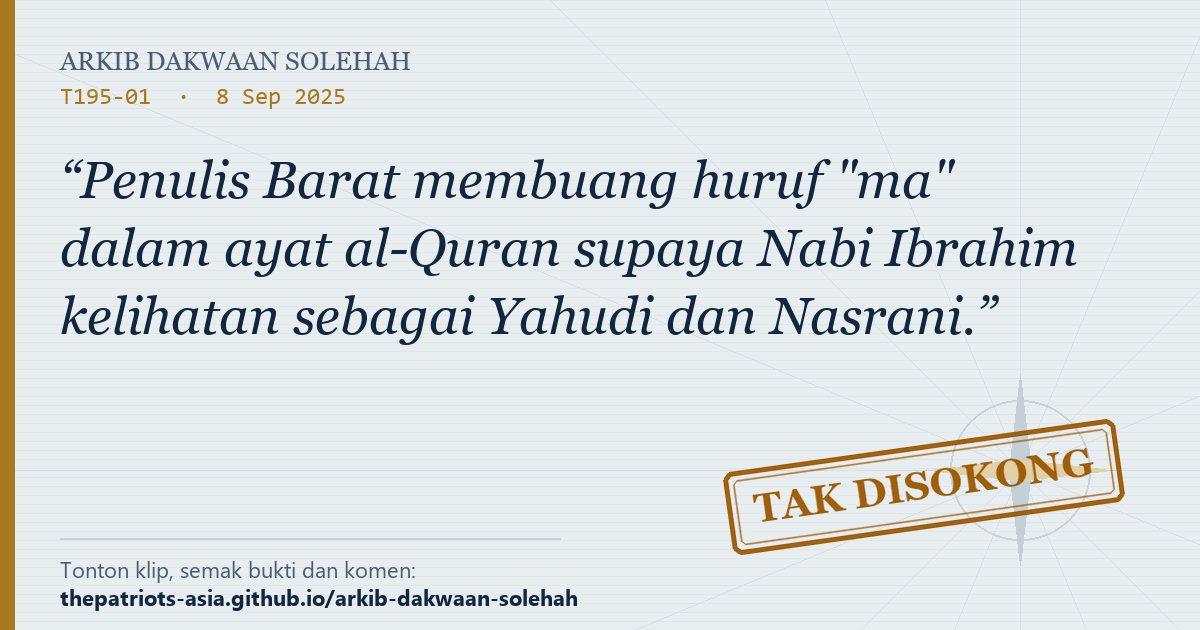 ARKIB DAKWAAN SOLEHAH
T195-01 · 8 Sep 2025
“Penulis Barat membuang huruf "ma"
dalam ayat al-Quran supaya Nabi Ibrahim
kelihatan sebagai Yahudi dan Nasrani.”
TAK DISOKONG
Tonton klip, semak bukti dan komen:
thepatriots-asia.github.io/arkib-dakwaan-solehah